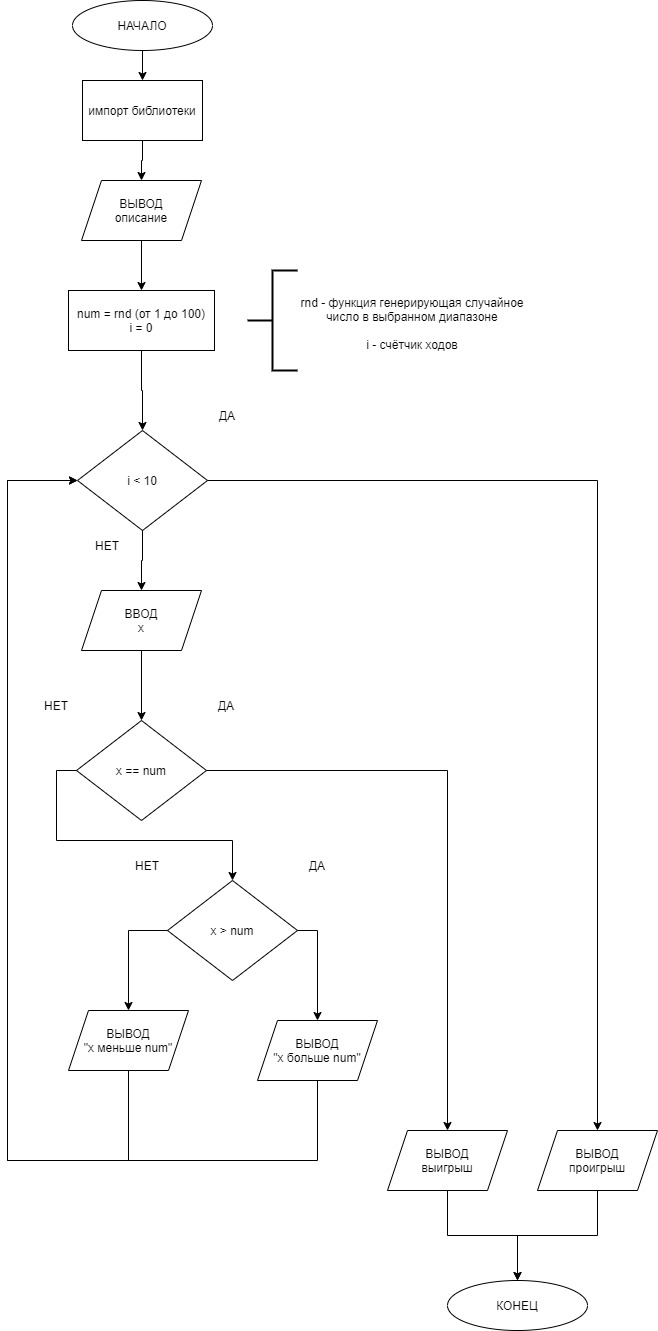 НАЧАЛО
импорт библиотеки
ВЫВОД
описание
num = rnd (от 1 до 100)
i = 0
rnd - функция генерирующая случайное
число в выбранном диапазоне
i - счётчик ходов
ДА
i < 10
НЕТ
ВВОД
x
НЕТ
ДА
x == num
НЕТ
ДА
x > num
ВЫВОД
"x меньше num"
ВЫВОД
"x больше num"
ВЫВОД
выигрыш
ВЫВОД
проигрыш
КОНЕЦ